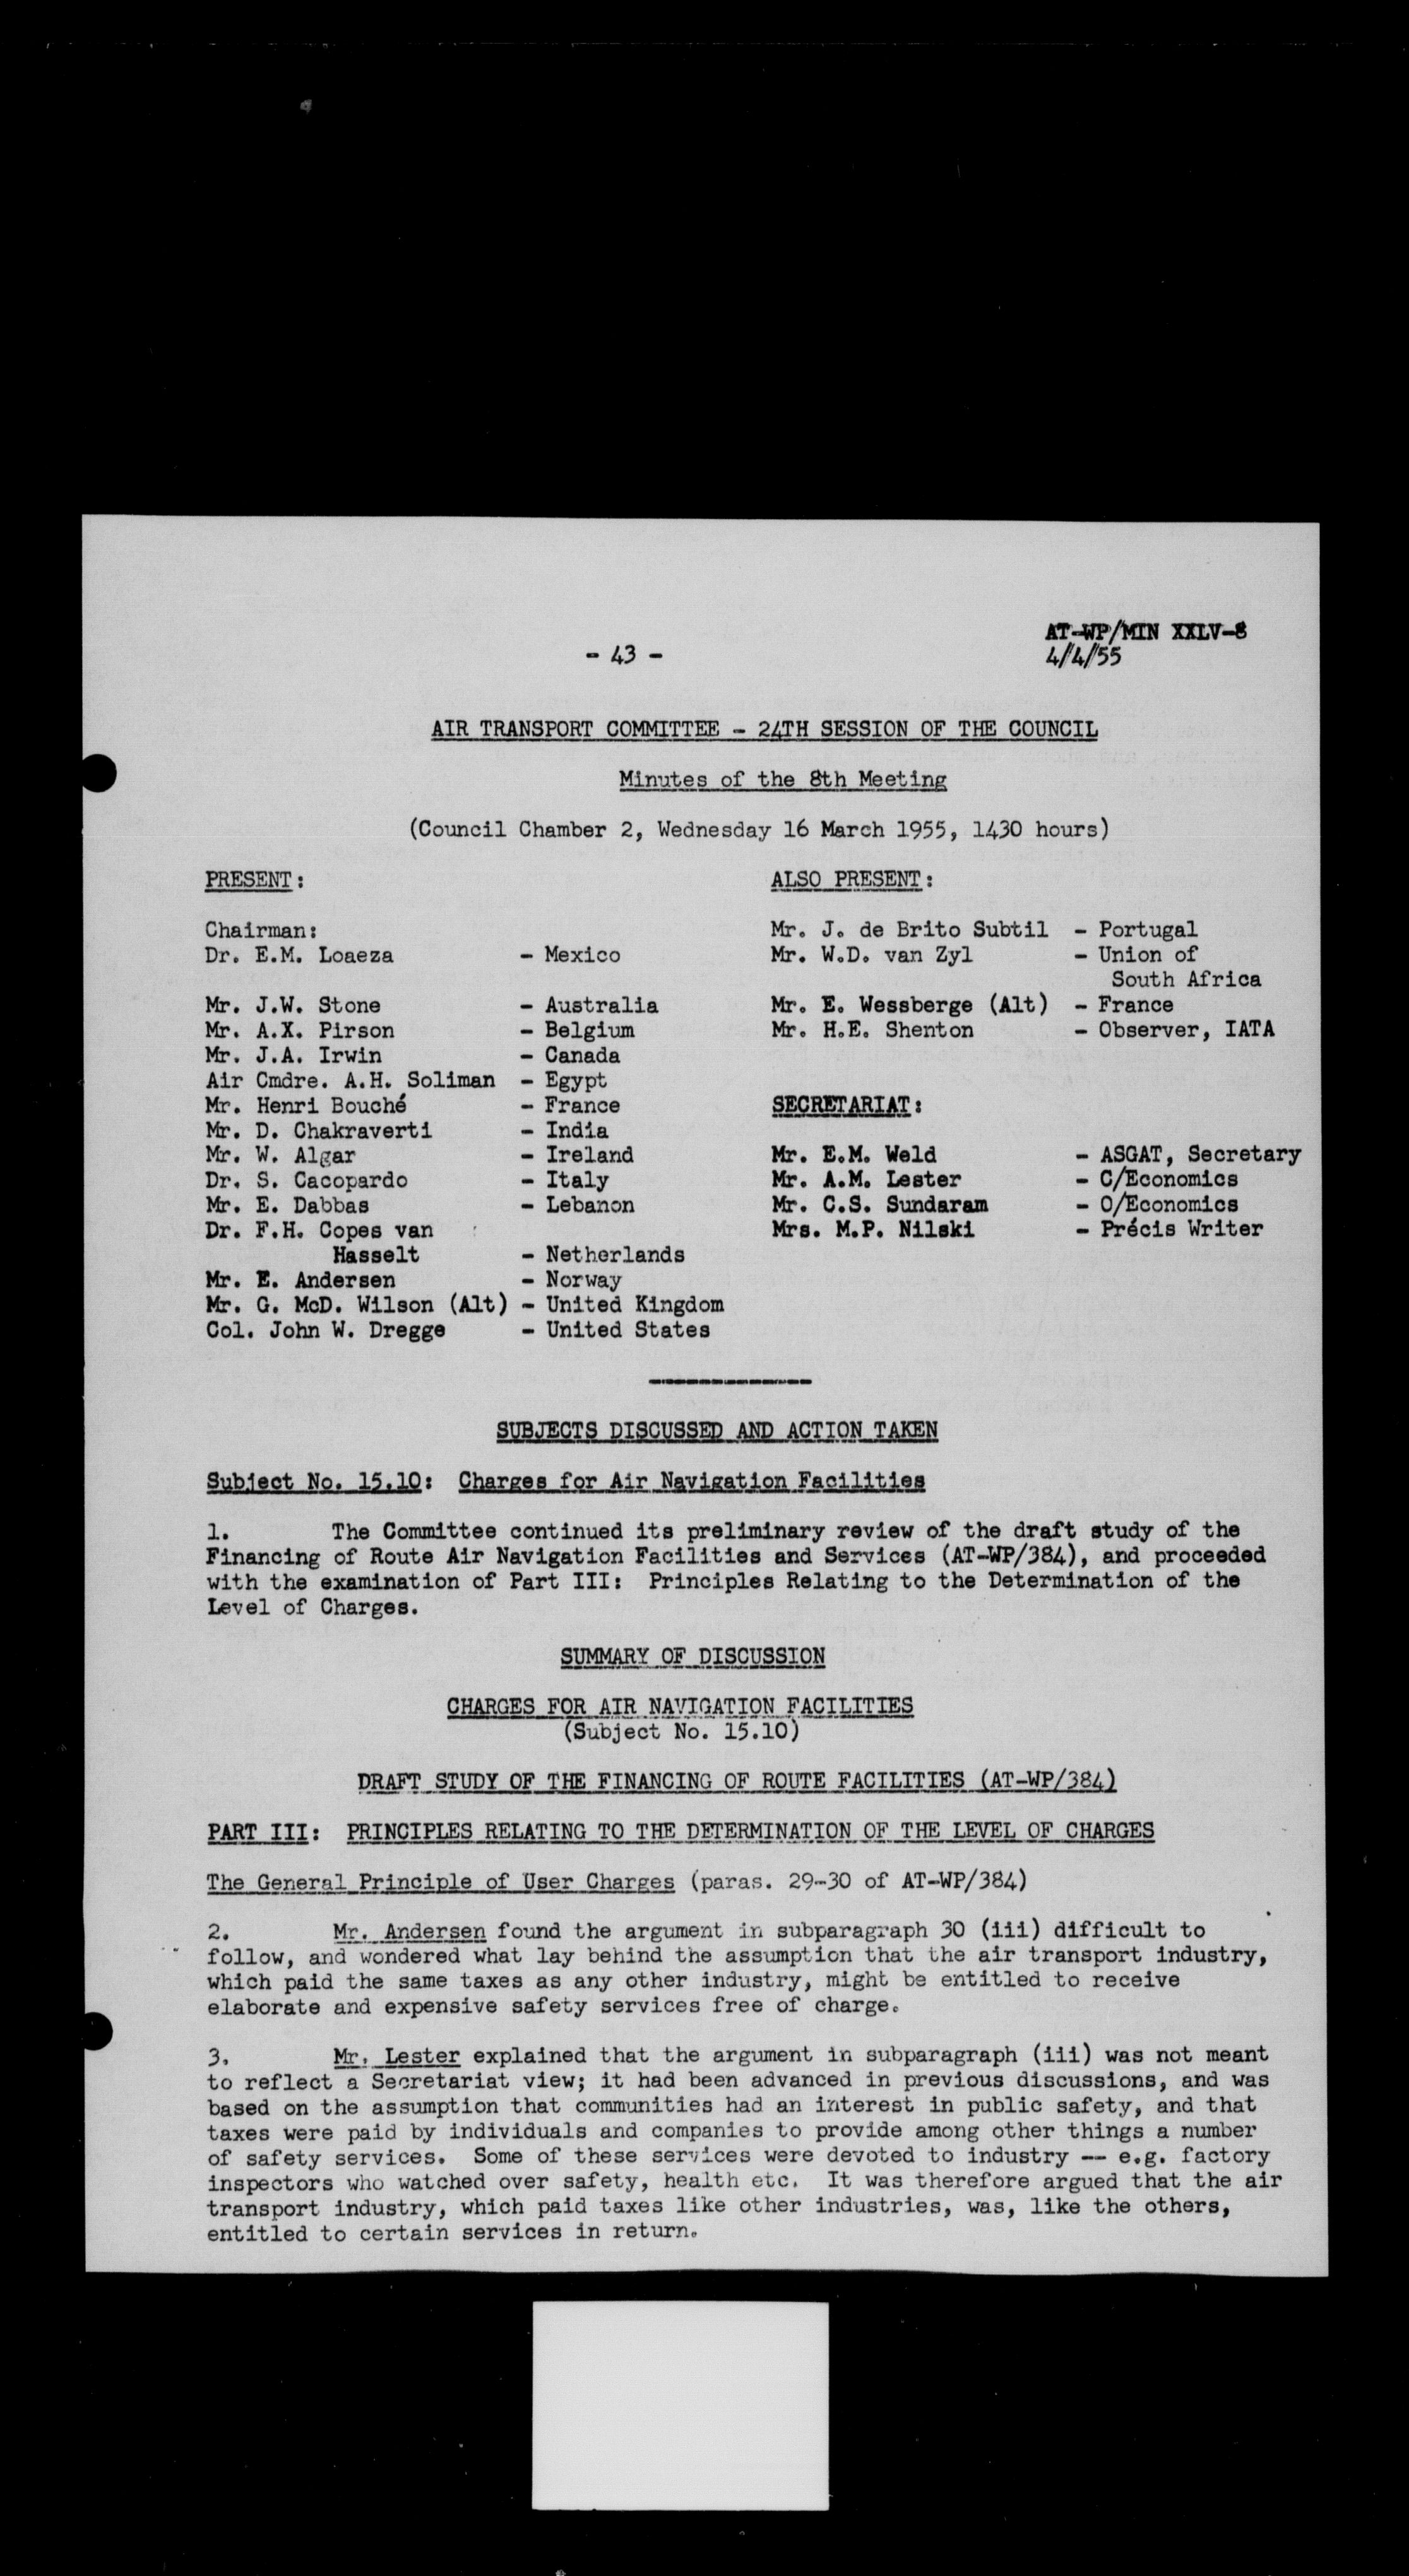 AT-WP/MIN XXLV-8
- 43 -
4/4/55
AIR TRANSPORT COMMITTEE - 24TH SESSION OF THE COUNCIL
Minutes of the 8th Meeting
(Council Chamber 2, Wednesday 16 March 1955, 1430 hours)
PRESENT:
Chairman:
Dr. E.M. Loaeza - Mexico
Mr. J.W. Stone - Australia
Mr. A.X. Pirson - Belgium
Mr. J.A. Irwin - Canada
Air Cmdre. A.H. Soliman - Egypt
Mr. Henri Bouché - France
Mr. D. Chakraverti - India
Mr. W. Algar - Ireland
Dr. S. Cacopardo - Italy
Mr. E. Dabbas - Lebanon
Dr. F.H. Copes van
Hasselt - Netherlands
Mr. E. Andersen - Norway
Mr. G. McD. Wilson (Alt) - United Kingdom
Col. John W. Dregge - United States
ALSO PRESENT:
Mr. J. de Brito Subtil - Portugal
Mr. W.D. van Zyl - Union of
South Africa
Mr. E. Wessberge (Alt) - France
Mr. H.E. Shenton - Observer, IATA
SECRETARIAT:
Mr. E.M. Weld - ASGAT, Secretary
Mr. A.M. Lester - C/Economics
Mr. C.S. Sundaram - O/Economics
Mrs. M.P. Nilski - Précis Writer
SUBJECTS DISCUSSED AND ACTION TAKEN
Subject No. 15.10: Charges for Air Navigation Facilities
1. The Committee continued its preliminary review of the draft study of the
Financing of Route Air Navigation Facilities and Services (AT-WP/384), and proceeded
with the examination of Part III: Principles Relating to the Determination of the
Level of Charges.
SUMMARY OF DISCUSSION
CHARGES FOR AIR NAVIGATION FACILITIES
(Subject No. 15.10)
DRAFT STUDY OF THE FINANCING OF ROUTE FACILITIES (AT-WP/384)
PART III: PRINCIPLES RELATING TO THE DETERMINATION OF THE LEVEL OF CHARGES
The General Principle of User Charges (paras. 29-30 of AT-WP/384)
2. Mr. Andersen found the argument in subparagraph 30 (iii) difficult to
follow, and wondered what lay behind the assumption that the air transport industry,
which paid the same taxes as any other industry, might be entitled to receive
elaborate and expensive safety services free of charge.
3. Mr. Lester explained that the argument in subparagraph (iii) was not meant
to reflect a Secretariat view; it had been advanced in previous discussions, and was
based on the assumption that communities had an interest in public safety, and that
taxes were paid by individuals and companies to provide among other things a number
of safety services. Some of these services were devoted to industry -- e.g. factory
inspectors who watched over safety, health etc. It was therefore argued that the air
transport industry, which paid taxes like other industries, was, like the others,
entitled to certain services in return.